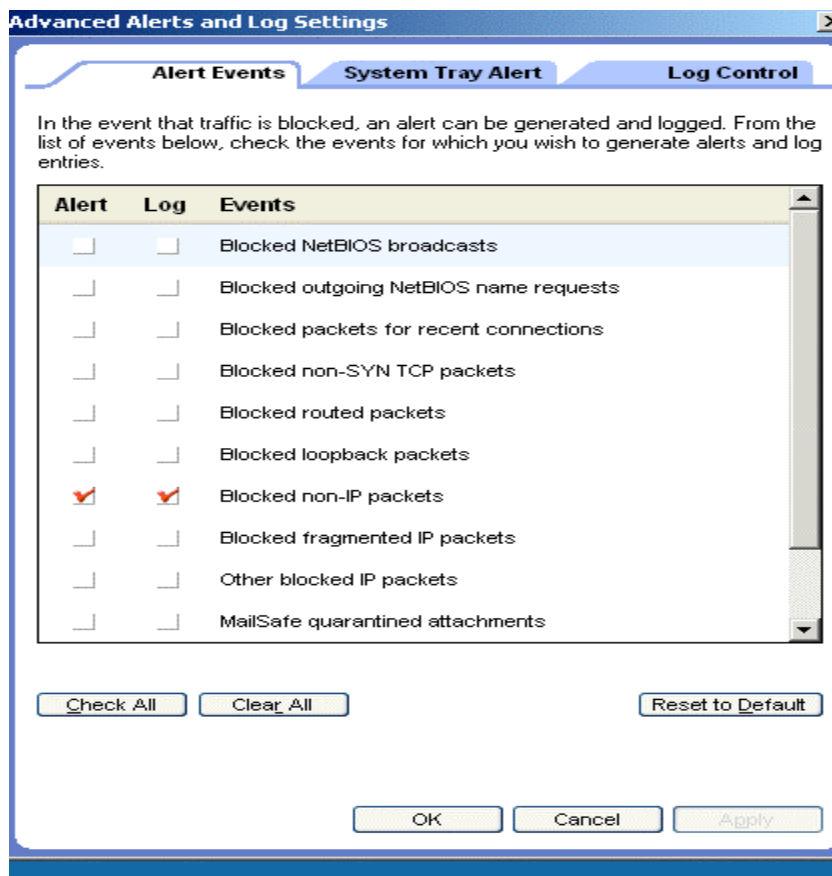 Advanced Alerts and Log Settings
Alert Events System Tray Alert Log Control
In the event that traffic is blocked, an alert can be generated and logged. From the
list of events below, check the events for which you wish to generate alerts and log
entries.
Alert Log Events
Blocked NetBIOS broadcasts
Blocked outgoing NetBIOS name requests
Blocked packets for recent connections
Blocked non-SYN TCP packets
Blocked routed packets
Blocked loopback packets
Blocked non-IP packets
Blocked fragmented IP packets
Other blocked IP packets
MailSafe quarantined attachments
Check All Clear All Reset to Default
OK Cancel Apply